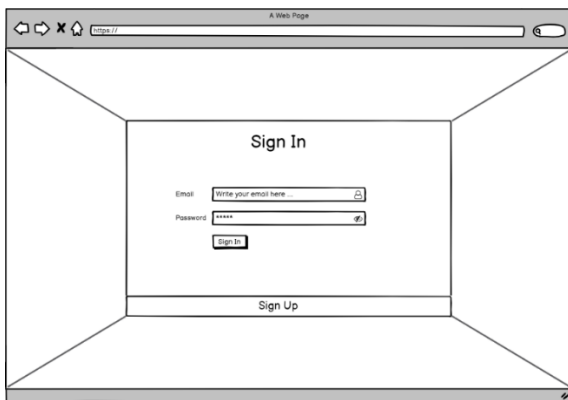 A Web Page
https://
Sign In
Email
Write your email here ...
Password
*****
Sign In
Sign Up